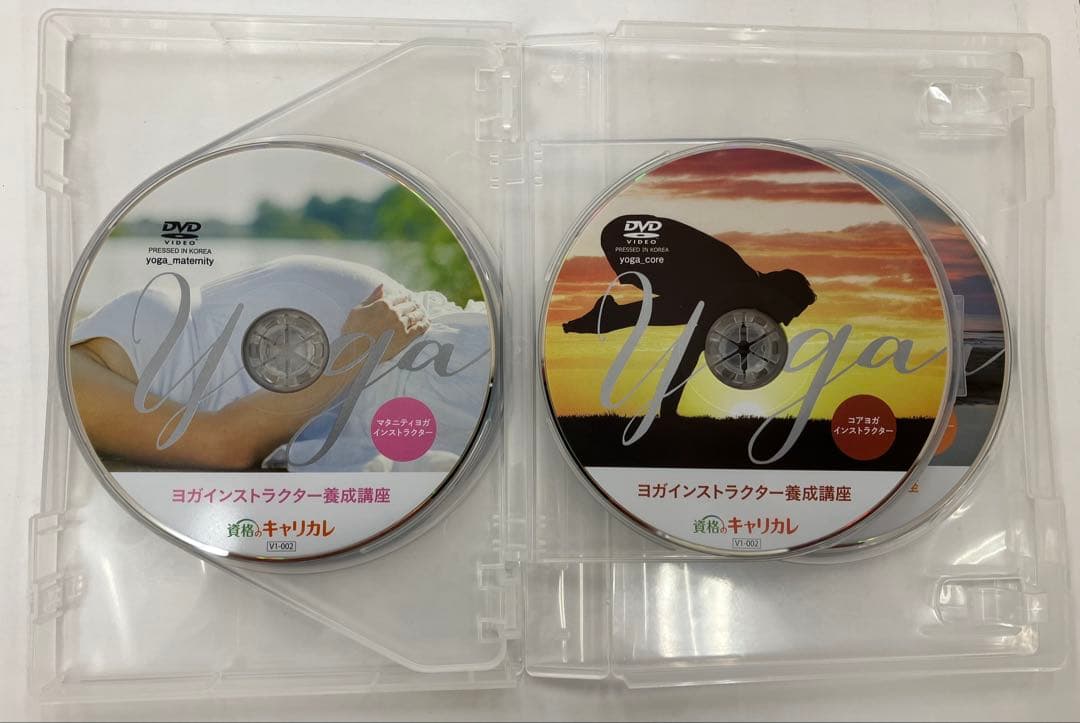 DVD
VIDEO
PRESSED IN KOREA
yoga_maternity
yoga
マタニティヨガ
インストラクター
ヨガインストラクター養成講座
資格のキャリカレ
V1-002
DVD
VIDEO
PRESSED IN KOREA
yoga_core
yoga
コアヨガ
インストラクター
ヨガインストラクター養成講座
資格のキャリカレ
V1-002